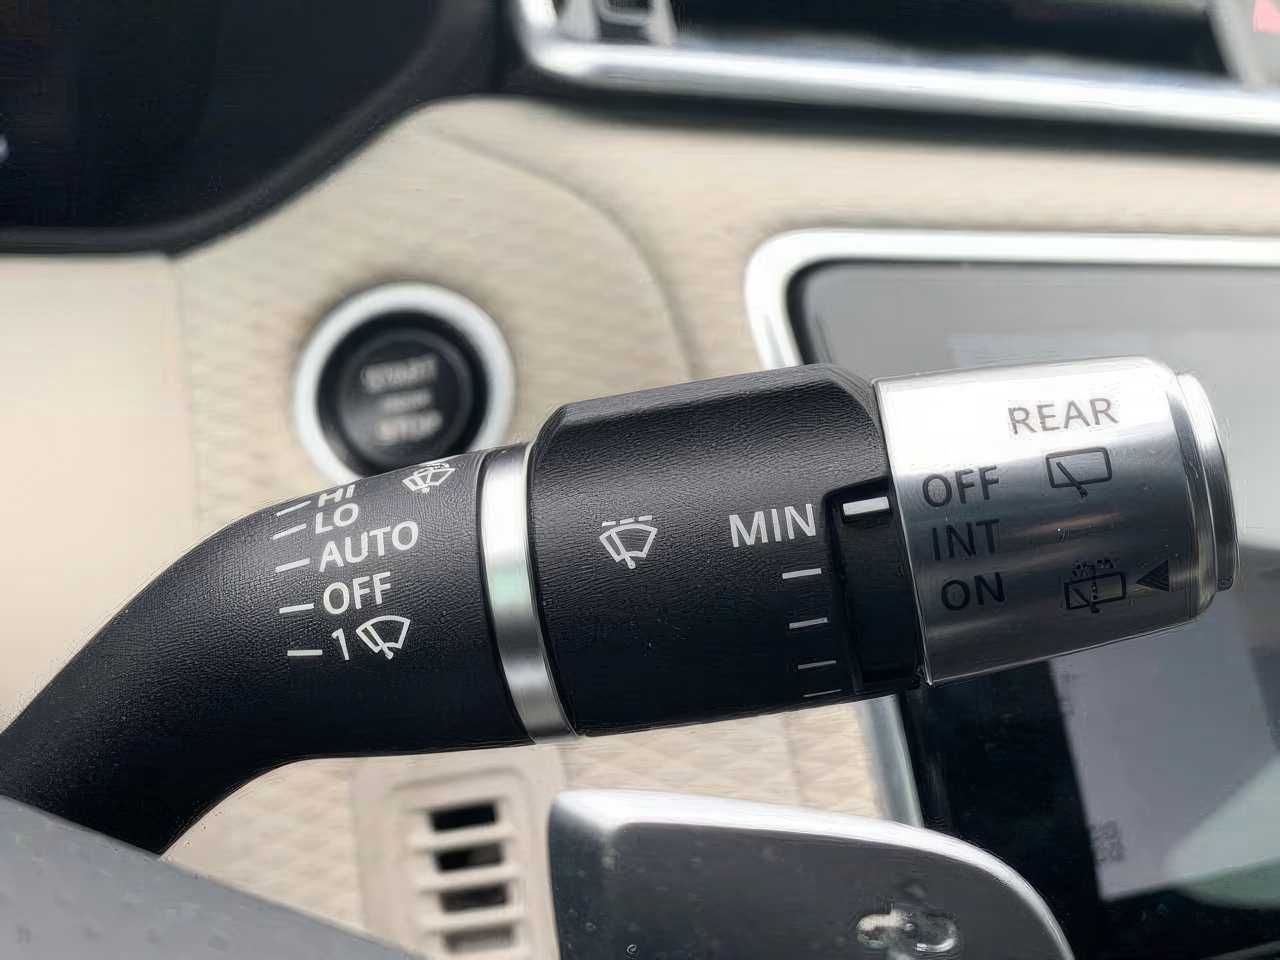 START
STOP
HI
LO
AUTO
OFF
1
MIN
REAR
OFF
INT
ON